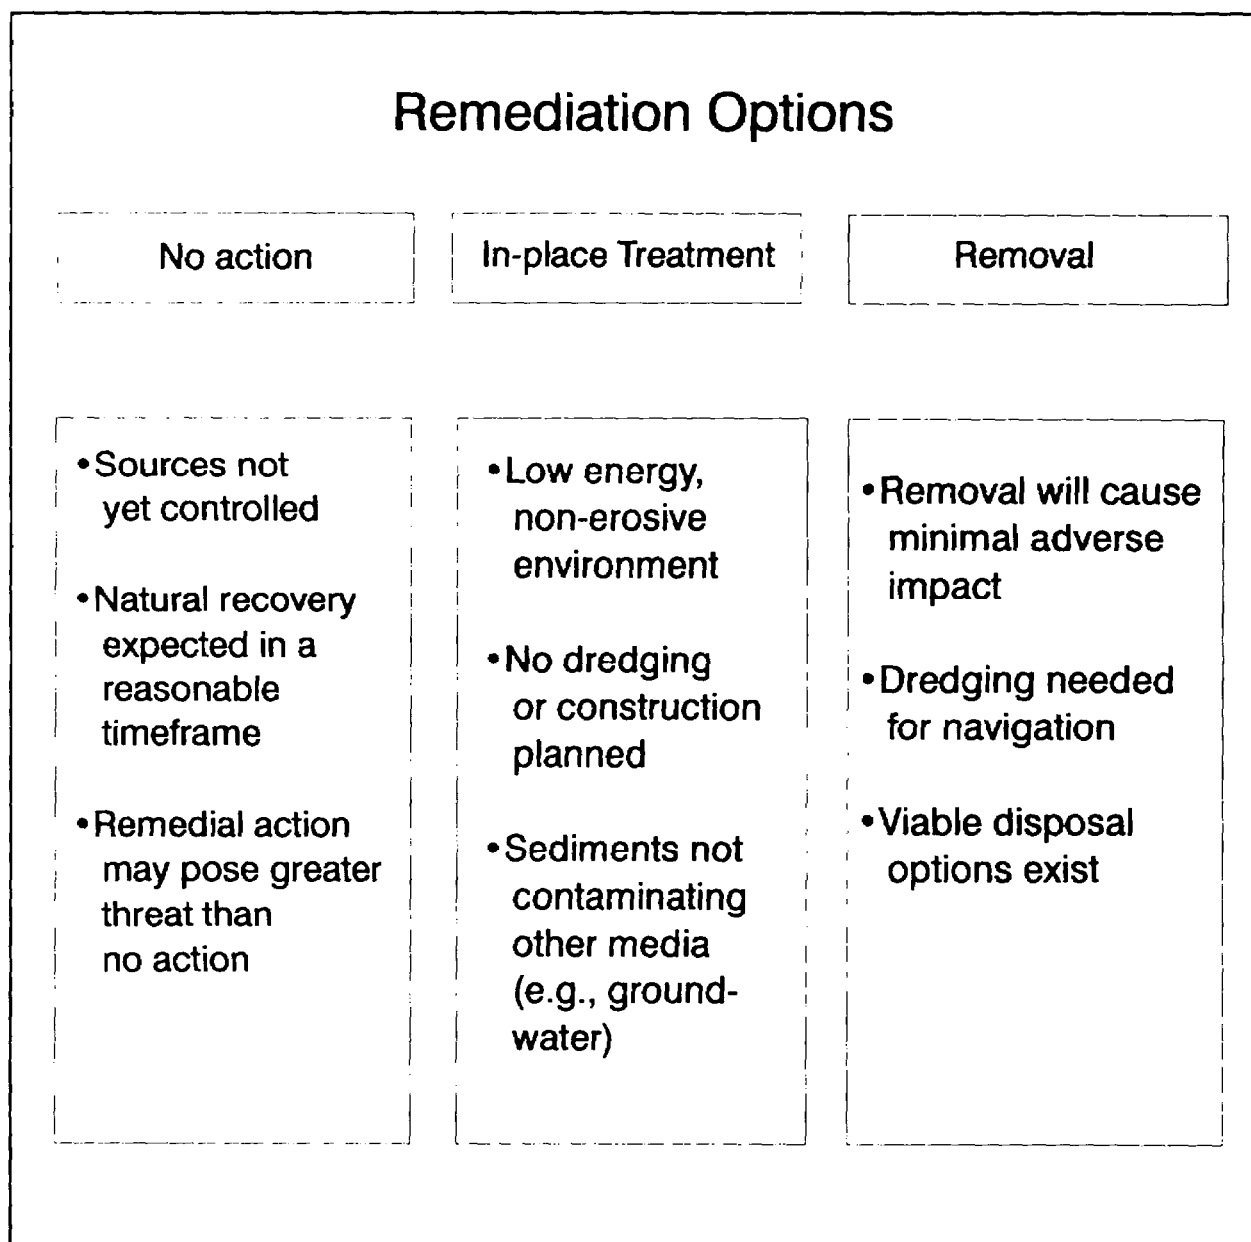 Remediation Options
No action
In-place Treatment
Removal
•Sources not
yet controlled
•Natural recovery
expected in a
reasonable
timeframe
•Remedial action
may pose greater
threat than
no action
•Low energy,
non-erosive
environment
•No dredging
or construction
planned
•Sediments not
contaminating
other media
(e.g., ground-
water)
•Removal will cause
minimal adverse
impact
•Dredging needed
for navigation
•Viable disposal
options exist